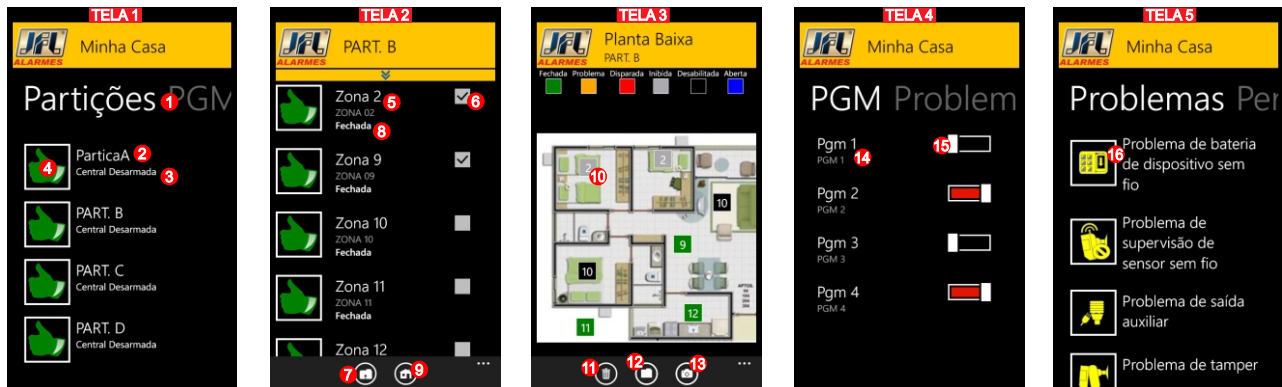 TELA 1
JFL
ALARMES
Minha Casa
Partições 1 PGM
ParticaA 2
4
Central Desarmada 3
PART. B
Central Desarmada
PART. C
Central Desarmada
PART. D
Central Desarmada
TELA 2
JFL
ALARMES
PART. B
Zona 2 5
6
ZONA 02
Fechada 8
Zona 9
ZONA 09
Fechada
Zona 10
ZONA 10
Fechada
Zona 11
ZONA 11
Fechada
Zona 12
7
9
TELA 3
JFL
ALARMES
Planta Baixa
PART. B
Fechada Problema Disparada Inibida Desabilitada Aberta
2
2
10
10
9
10
11
12
11
12
13
TELA 4
JFL
ALARMES
Minha Casa
PGM Problem
Pgm 1
15
PGM 1 14
Pgm 2
PGM 2
Pgm 3
PGM 3
Pgm 4
PGM 4
TELA 5
JFL
ALARMES
Minha Casa
Problemas Per
16
Problema de bateria
de dispositivo sem
fio
Problema de
supervisão de
sensor sem fio
Problema de saída
auxiliar
Problema de tamper